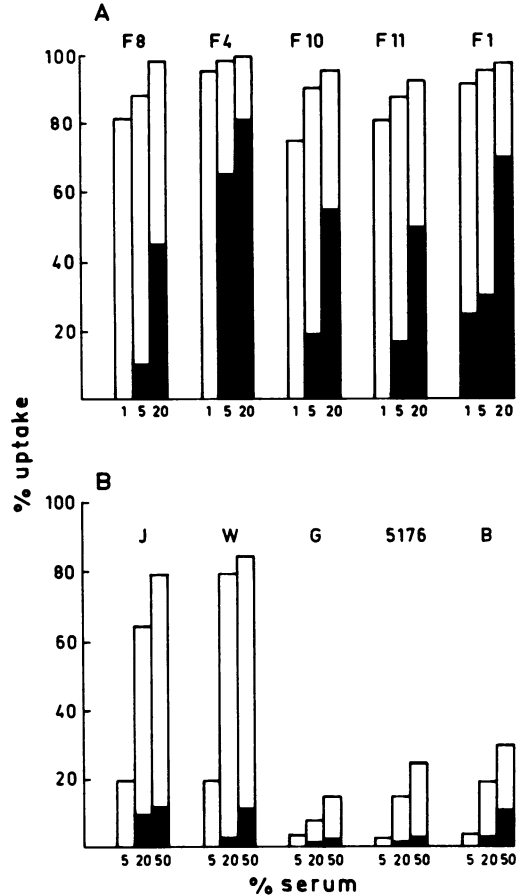 A
F8 F4 F10 F11 F1
100
80
60
40
20
1 5 20 1 5 20 1 5 20 1 5 20 1 5 20
% uptake
B
100
J W G 5176 B
80
60
40
20
5 20 50 5 20 50 5 20 50 5 20 50 5 20 50
% serum